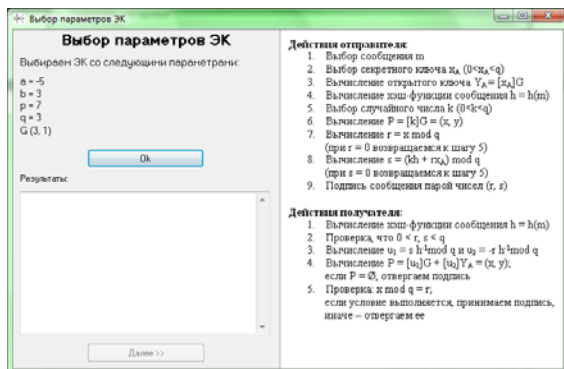 Выбор параметров ЭК
Выбор параметров ЭК
Выбираем ЭК со следующими параметрами:
a = -5
b = 3
p = 7
q = 3
G (3, 1)
Ok
Результаты:
Далее >>
Действия отправителя:
1. Выбор сообщения m
2. Выбор секретного ключа xA (0<xA<q)
3. Вычисление открытого ключа YA = [xA]G
4. Вычисление хэш-функции сообщения h = h(m)
5. Выбор случайного числа k (0<k<q)
6. Вычисление P = [k]G = (x, y)
7. Вычисление r = x mod q
(при r = 0 возвращаемся к шагу 5)
8. Вычисление s = (kh + rxA) mod q
(при s = 0 возвращаемся к шагу 5)
9. Подпись сообщения парой чисел (r, s)
Действия получателя:
1. Вычисление хэш-функции сообщения h = h(m)
2. Проверка, что 0 < r, s < q
3. Вычисление u₁ = s h⁻¹mod q и u₂ = -r h⁻¹mod q
4. Вычисление P = [u₁]G + [u₂]YA = (x, y);
если P = Ø, отвергаем подпись
5. Проверка: x mod q = r;
если условие выполняется, принимаем подпись,
иначе – отвергаем ее